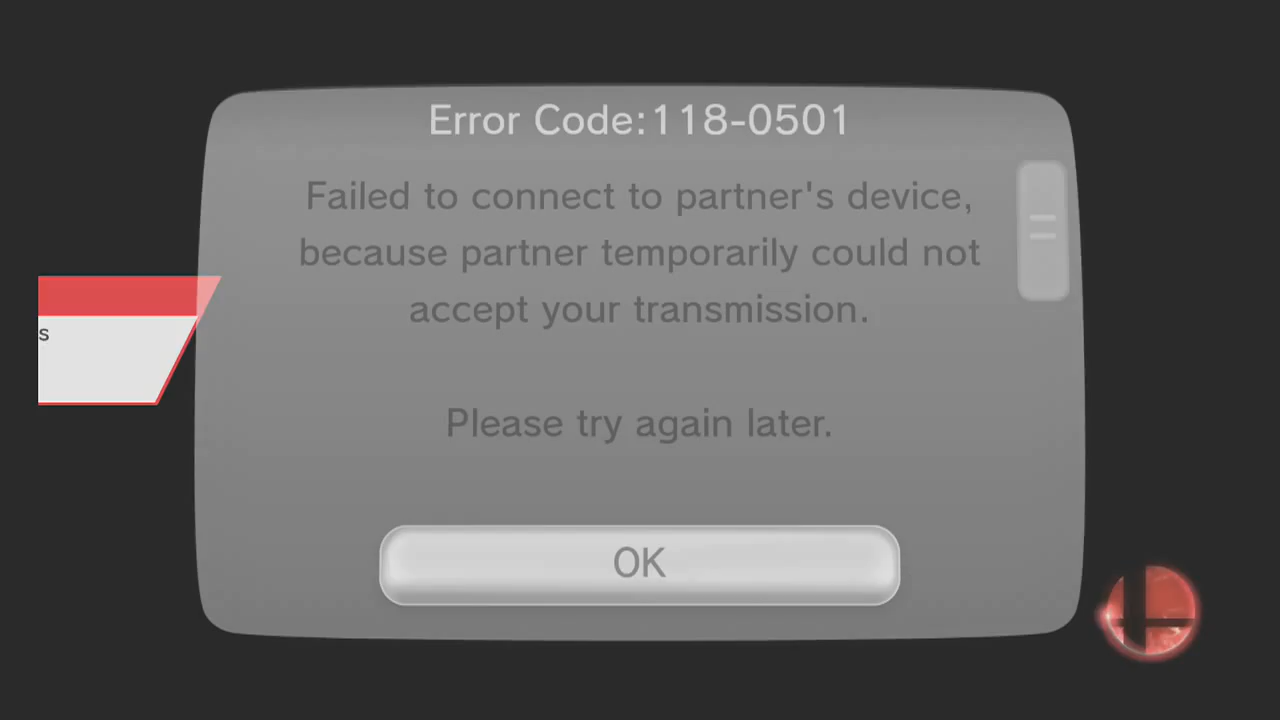 Error Code:118-0501
Failed to connect to partner's device,
because partner temporarily could not
accept your transmission.
s
Please try again later.
OK